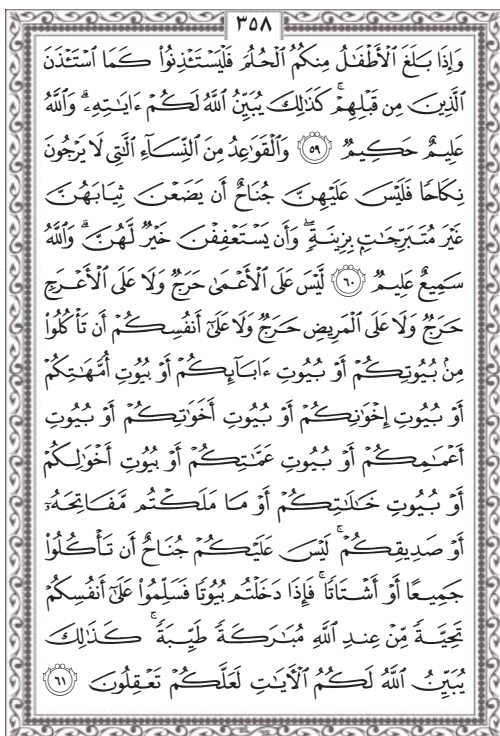 ٣٥٨
وَإِذَا بَلَغَ ٱلْأَطْفَٰلُ مِنكُمُ ٱلْحُلُمَ فَلْيَسْتَـْٔذِنُوا۟ كَمَا ٱسْتَـْٔذَنَ
ٱلَّذِينَ مِن قَبْلِهِمْ ۚ كَذَٰلِكَ يُبَيِّنُ ٱللَّهُ لَكُمْ ءَايَٰتِهِۦ ۗ وَٱللَّهُ
عَلِيمٌ حَكِيمٌ ٥٩ وَٱلْقَوَٰعِدُ مِنَ ٱلنِّسَآءِ ٱلَّٰتِى لَا يَرْجُونَ
نِكَاحًا فَلَيْسَ عَلَيْهِنَّ جُنَاحٌ أَن يَضَعْنَ ثِيَابَهُنَّ
غَيْرَ مُتَبَرِّجَٰتٍۭ بِزِينَةٍ ۖ وَأَن يَسْتَعْفِفْنَ خَيْرٌ لَّهُنَّ ۗ وَٱللَّهُ
سَمِيعٌ عَلِيمٌ ٦٠ لَّيْسَ عَلَى ٱلْأَعْمَىٰ حَرَجٌ وَلَا عَلَى ٱلْأَعْرَجِ
حَرَجٌ وَلَا عَلَى ٱلْمَرِيضِ حَرَجٌ وَلَا عَلَىٰٓ أَنفُسِكُمْ أَن تَأْكُلُوا۟
مِنۢ بُيُوتِكُمْ أَوْ بُيُوتِ ءَابَآئِكُمْ أَوْ بُيُوتِ أُمَّهَٰتِكُمْ
أَوْ بُيُوتِ إِخْوَٰنِكُمْ أَوْ بُيُوتِ أَخَوَٰتِكُمْ أَوْ بُيُوتِ
أَعْمَٰمِكُمْ أَوْ بُيُوتِ عَمَّٰتِكُمْ أَوْ بُيُوتِ أَخْوَٰلِكُمْ
أَوْ بُيُوتِ خَٰلَٰتِكُمْ أَوْ مَا مَلَكْتُم مَّفَاتِحَهُۥٓ
أَوْ صَدِيقِكُمْ ۚ لَيْسَ عَلَيْكُمْ جُنَاحٌ أَن تَأْكُلُوا۟
جَمِيعًا أَوْ أَشْتَاتًا ۚ فَإِذَا دَخَلْتُم بُيُوتًا فَسَلِّمُوا۟ عَلَىٰٓ أَنفُسِكُمْ
تَحِيَّةً مِّنْ عِندِ ٱللَّهِ مُبَٰرَكَةً طَيِّبَةً ۚ كَذَٰلِكَ
يُبَيِّنُ ٱللَّهُ لَكُمُ ٱلْءَايَٰتِ لَعَلَّكُمْ تَعْقِلُونَ ٦١